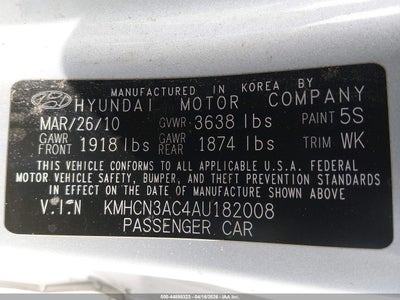 MANUFACTURED IN KOREA BY
HYUNDAI MOTOR COMPANY
MAR/26/10 GVWR 3638 lbs PAINT 5S
GAWR FRONT 1918 lbs GAWR REAR 1874 lbs TRIM WK
THIS VEHICLE CONFORMS TO ALL APPLICABLE U.S.A. FEDERAL
MOTOR VEHICLE SAFETY, BUMPER, AND THEFT PREVENTION STANDARDS
IN EFFECT ON THE DATE OF MANUFACTURE SHOWN ABOVE.
V.I.N KMHCN3AC4AU182008
PASSENGER CAR